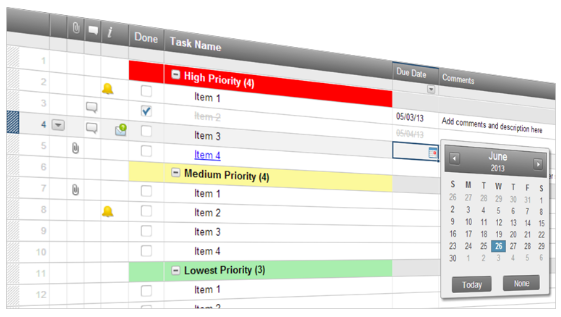 i Done Task Name Due Date Comments
1 High Priority (4)
2 Item 1 05/03/13 Add comments and description here
3 Item 2 05/04/13
4 Item 3
5 Item 4
6 Medium Priority (4)
7 Item 1
8 Item 2
9 Item 3
10 Item 4
11 Lowest Priority (3)
12 Item 1
June
2013
S M T W T F S
26 27 28 29 30 31 1
2 3 4 5 6 7 8
9 10 11 12 13 14 15
16 17 18 19 20 21 22
23 24 25 26 27 28 29
30 1 2 3 4 5 6
Today None